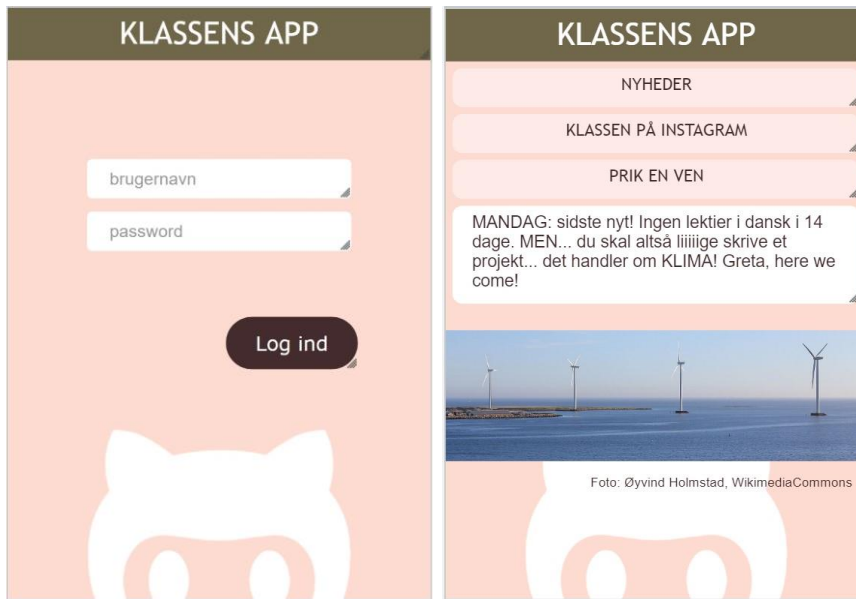 KLASSENS APP
brugernavn
password
Log ind
KLASSENS APP
NYHEDER
KLASSEN PÅ INSTAGRAM
PRIK EN VEN
MANDAG: sidste nyt! Ingen lektier i dansk i 14
dage. MEN... du skal altså liiiiige skrive et
projekt... det handler om KLIMA! Greta, here we
come!
Foto: Øyvind Holmstad, WikimediaCommons